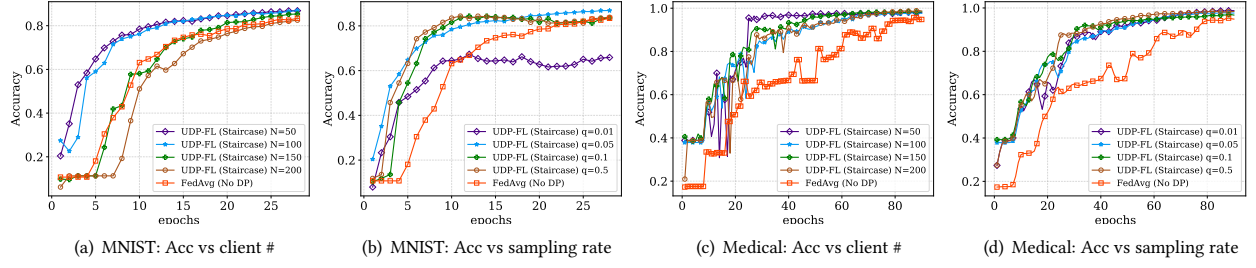 Accuracy
0.8
0.6
0.4
0.2
0
5
10
15
20
25
epochs
UDP-FL (Staircase) N=50
UDP-FL (Staircase) N=100
UDP-FL (Staircase) N=150
UDP-FL (Staircase) N=200
FedAvg (No DP)
(a) MNIST: Acc vs client #
Accuracy
0.8
0.6
0.4
0.2
0
5
10
15
20
25
epochs
UDP-FL (Staircase) q=0.01
UDP-FL (Staircase) q=0.05
UDP-FL (Staircase) q=0.1
UDP-FL (Staircase) q=0.5
FedAvg (No DP)
(b) MNIST: Acc vs sampling rate
Accuracy
1.0
0.8
0.6
0.4
0.2
0
20
40
60
80
epochs
UDP-FL (Staircase) N=50
UDP-FL (Staircase) N=100
UDP-FL (Staircase) N=150
UDP-FL (Staircase) N=200
FedAvg (No DP)
(c) Medical: Acc vs client #
Accuracy
1.0
0.8
0.6
0.4
0.2
0
20
40
60
80
epochs
UDP-FL (Staircase) q=0.01
UDP-FL (Staircase) q=0.05
UDP-FL (Staircase) q=0.1
UDP-FL (Staircase) q=0.5
FedAvg (No DP)
(d) Medical: Acc vs sampling rate